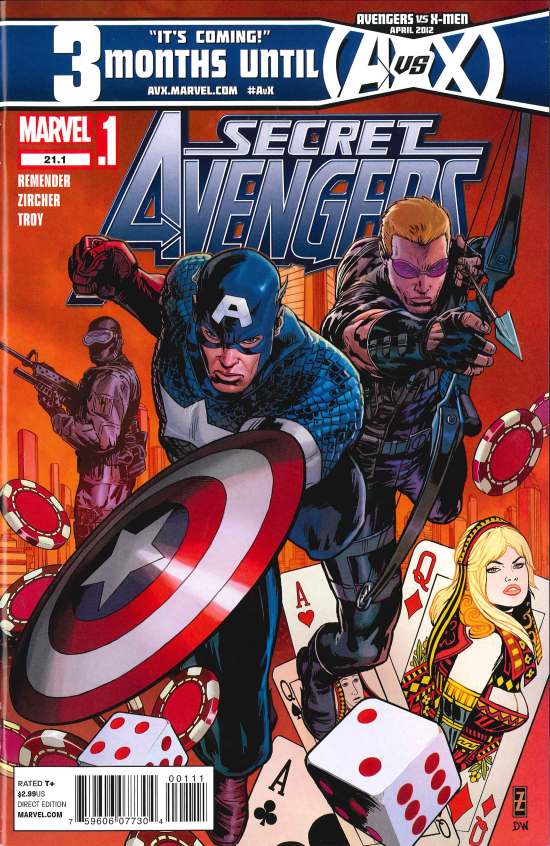 3
"IT'S COMING!"
MONTHS UNTIL
AVX.MARVEL.COM #AvX
AVENGERS vs X-MEN
APRIL 2012
A VS X
MARVEL .1
21.1
REMENDER
ZIRCHER
TROY
SECRET
AVENGERS
A
Q
A
Q
A
RATED T+
$2.99US
DIRECT EDITION
MARVEL.COM
00111
7 59606 07730 4
Z
DW